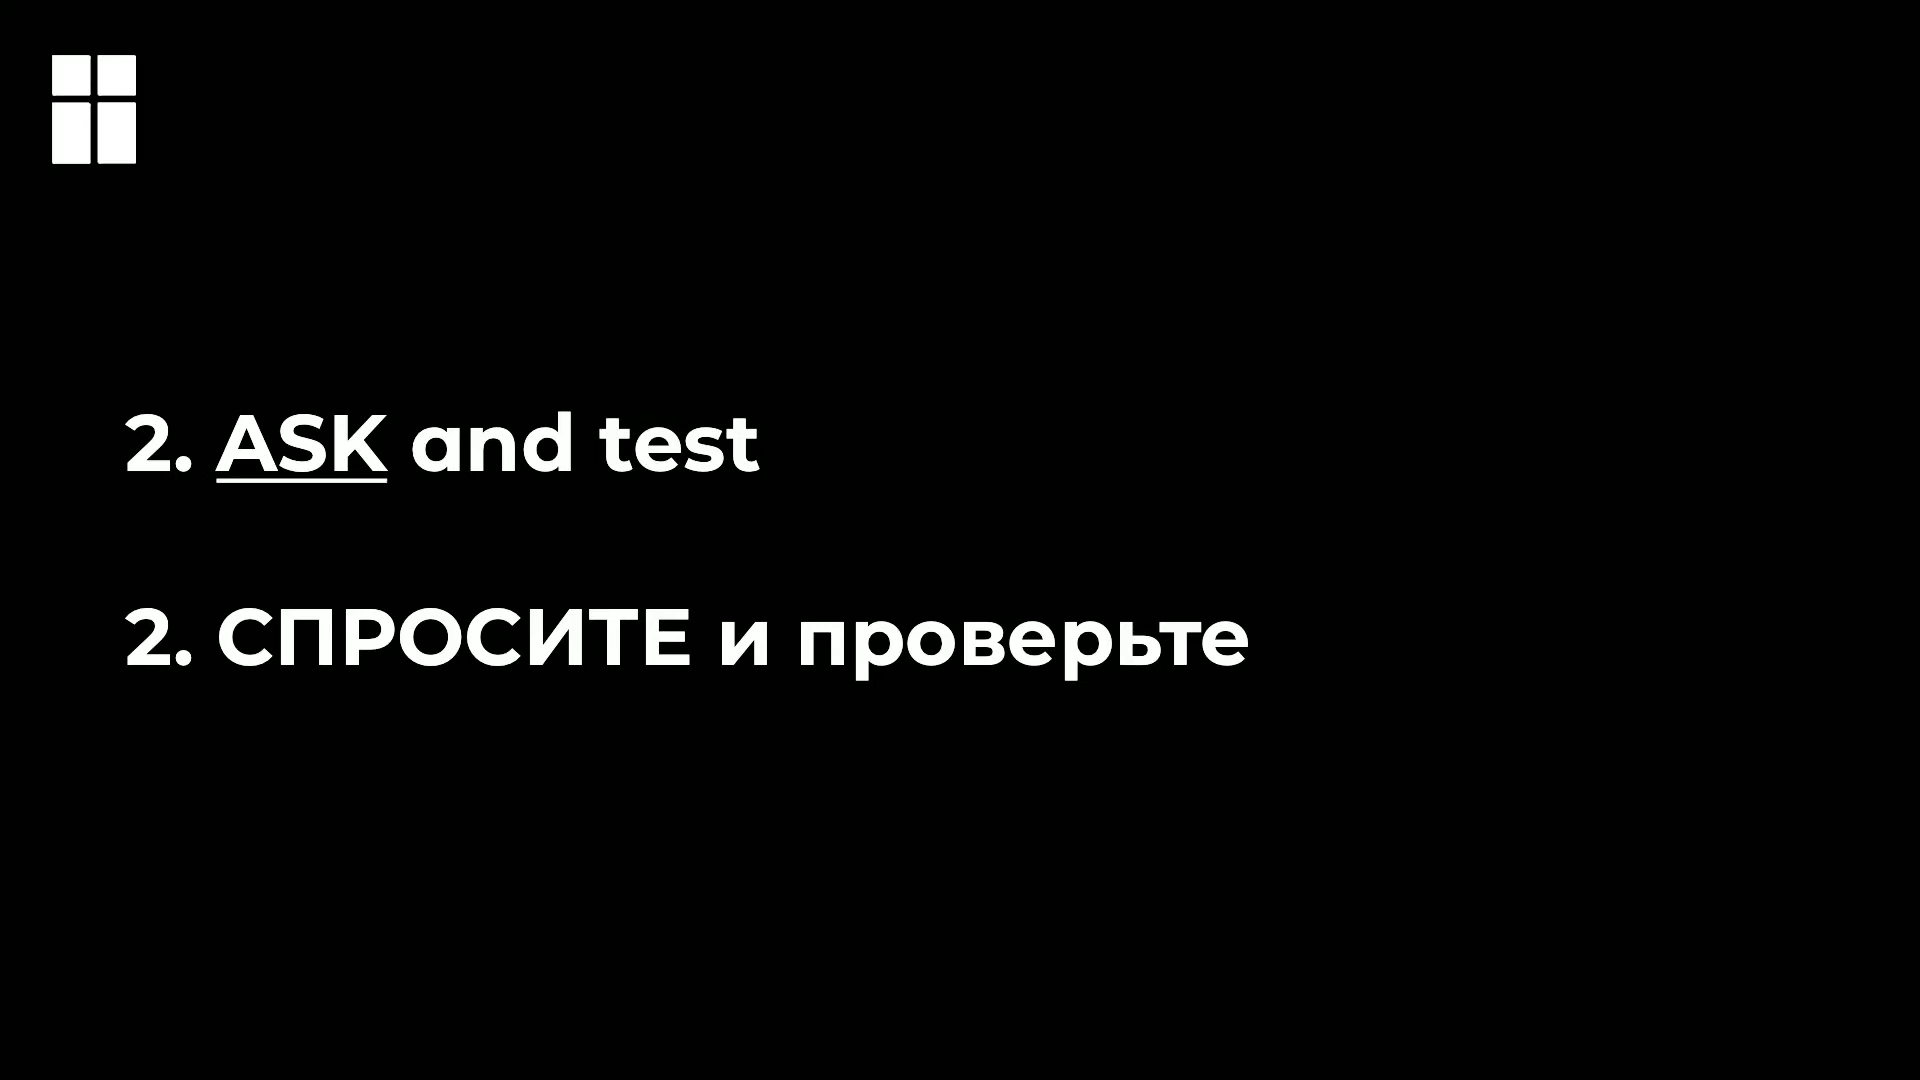 2. ASK and test
2. СПРОСИТЕ и проверьте